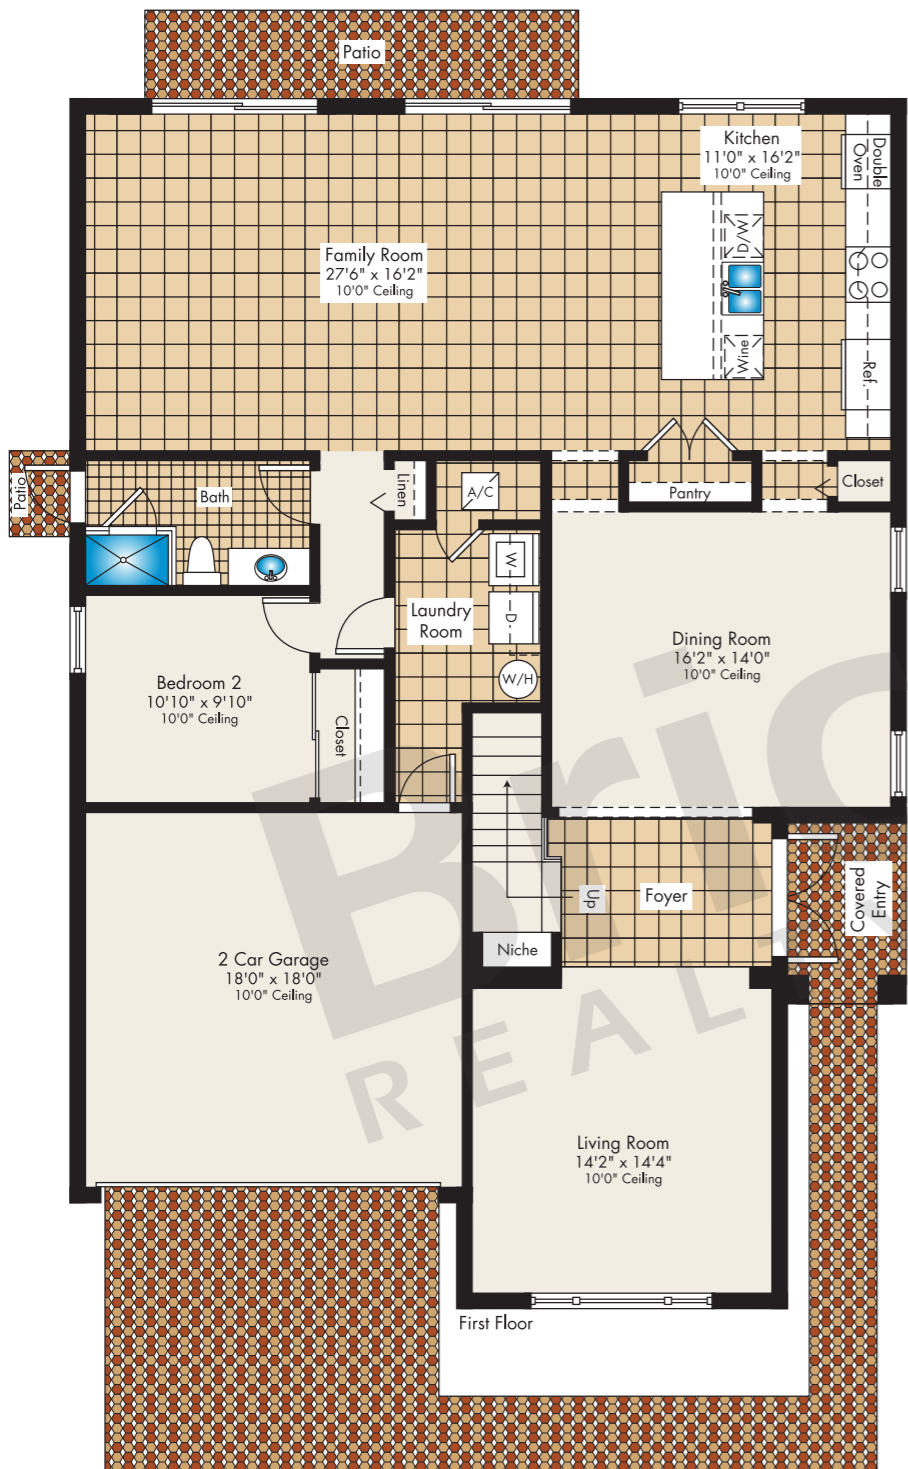 Patio
Kitchen
11'0" x 16'2"
10'0" Ceiling
Double
Oven
Family Room
27'6" x 16'2"
10'0" Ceiling
D/W
Wine
Ref.
Patio
Bath
Linen
A/C
Pantry
Closet
W
D.
Laundry
Room
W/H
Dining Room
16'2" x 14'0"
10'0" Ceiling
Bedroom 2
10'10" x 9'10"
10'0" Ceiling
Closet
Up
Foyer
Covered
Entry
Niche
2 Car Garage
18'0" x 18'0"
10'0" Ceiling
Living Room
14'2" x 14'4"
10'0" Ceiling
First Floor